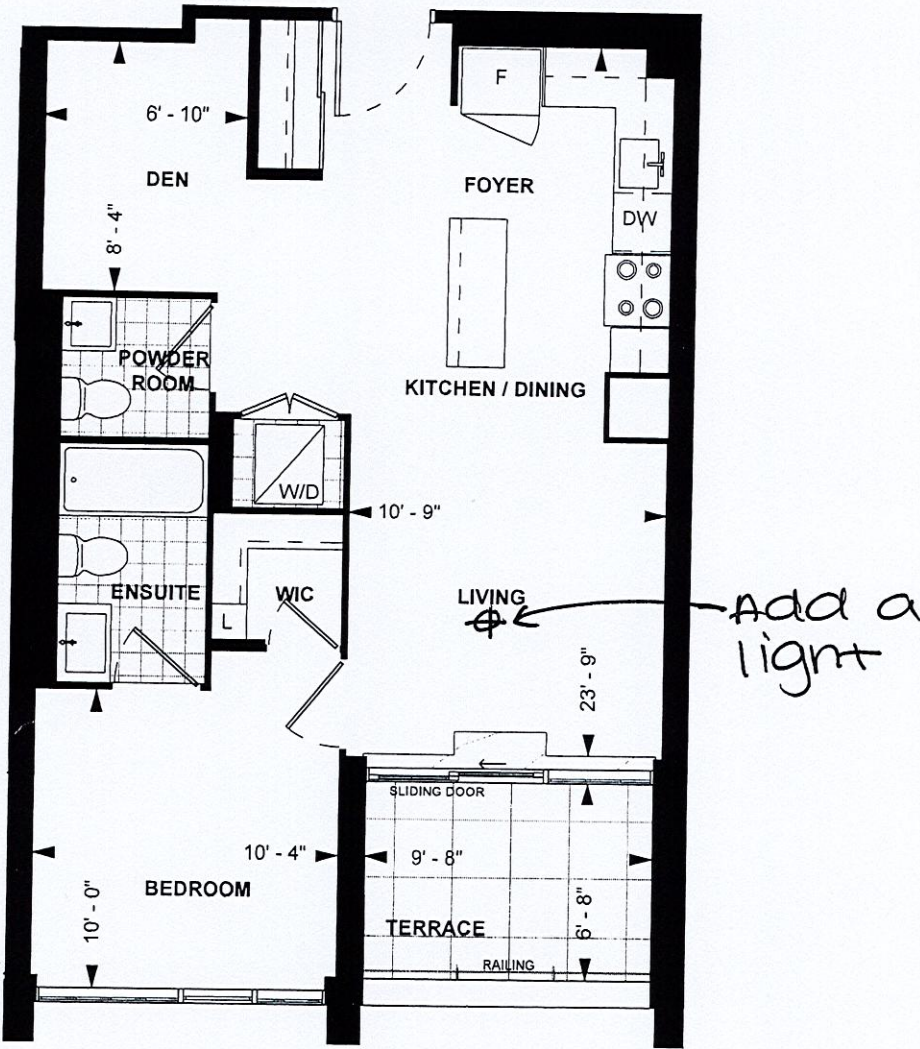 F
6' - 10"
DEN
FOYER
DW
8' - 4"
POWDER
ROOM
KITCHEN / DINING
W/D
10' - 9"
ENSUITE
WIC
L
LIVING
Add a
light
23' - 9"
SLIDING DOOR
10' - 4"
9' - 8"
BEDROOM
10' - 0"
TERRACE
6' - 8"
RAILING